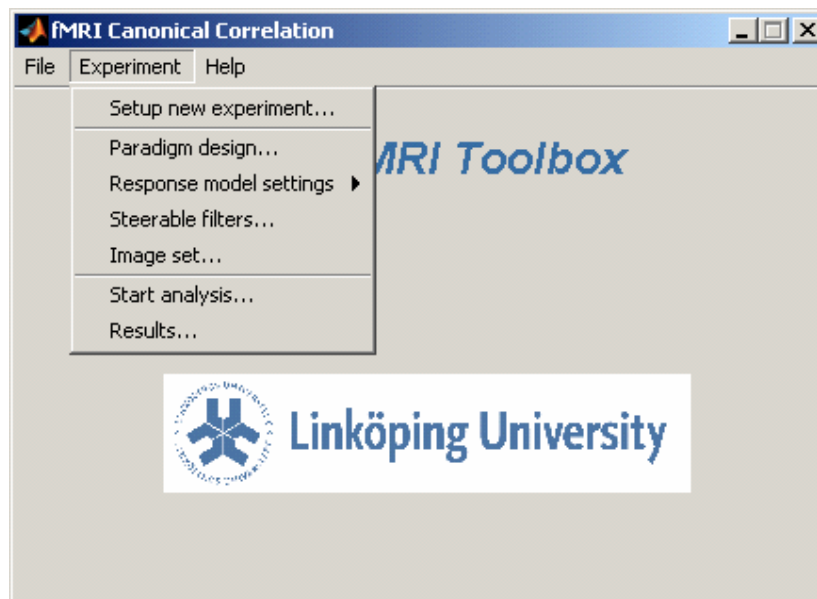 fMRI Canonical Correlation
File Experiment Help
Setup new experiment...
Paradigm design...
Response model settings
Steerable filters...
Image set...
Start analysis...
Results...
MRI Toolbox
Linköping University